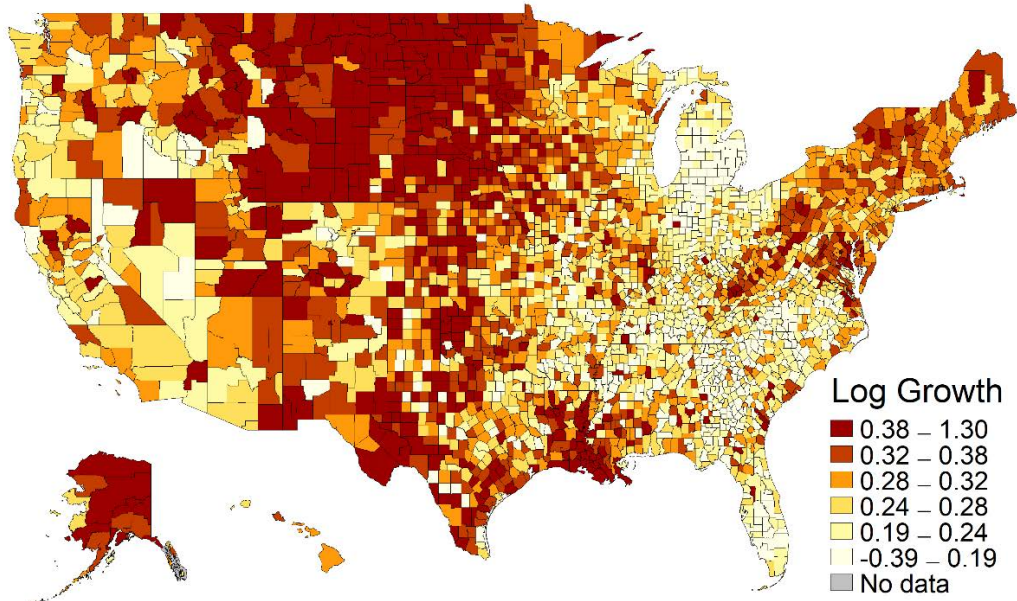 Log Growth
0.38 – 1.30
0.32 – 0.38
0.28 – 0.32
0.24 – 0.28
0.19 – 0.24
-0.39 – 0.19
No data